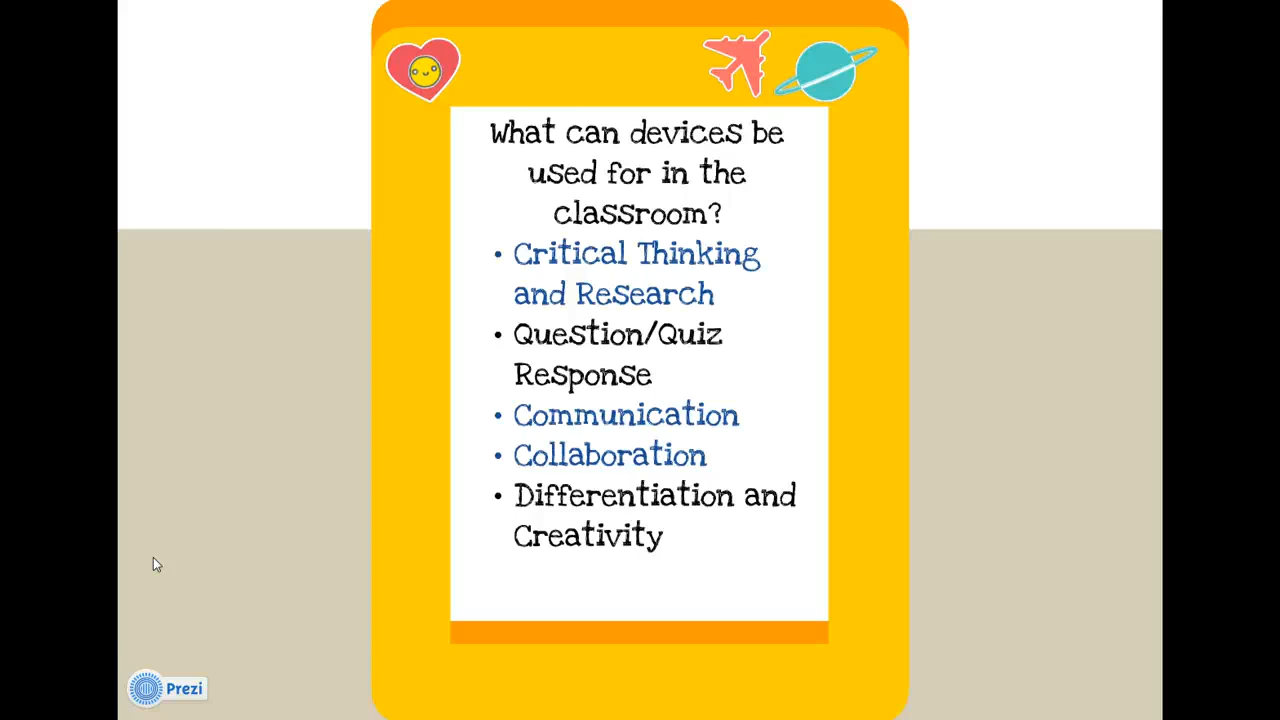 What can devices be
used for in the
classroom?
• Critical Thinking
and Research
• Question/Quiz
Response
• Communication
• Collaboration
• Differentiation and
Creativity
Prezi